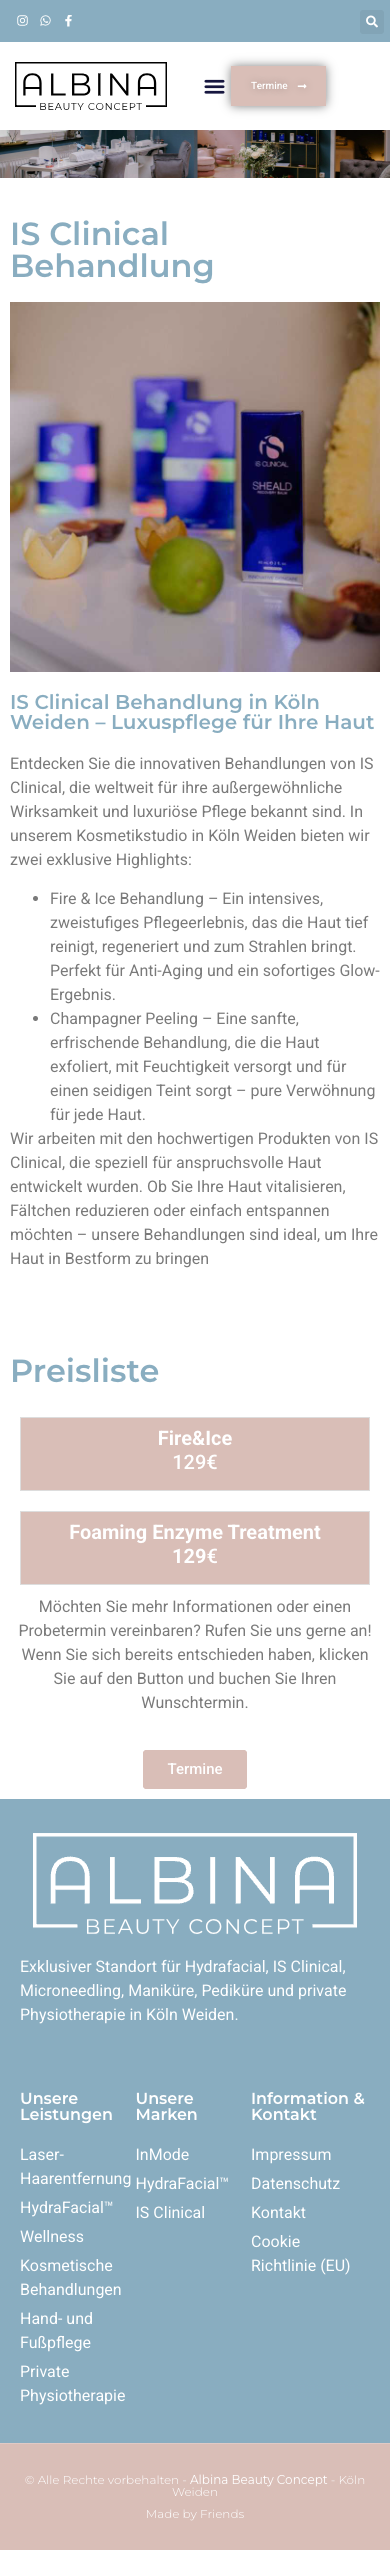 ALBINA
BEAUTY CONCEPT
Termine
IS Clinical
Behandlung
IS CLINICAL
SHEALD
RECOVERY BALM
IS Clinical Behandlung in Köln
Weiden – Luxuspflege für Ihre Haut
Entdecken Sie die innovativen Behandlungen von IS
Clinical, die weltweit für ihre außergewöhnliche
Wirksamkeit und luxuriöse Pflege bekannt sind. In
unserem Kosmetikstudio in Köln Weiden bieten wir
zwei exklusive Highlights:
• Fire & Ice Behandlung – Ein intensives,
zweistufiges Pflegeerlebnis, das die Haut tief
reinigt, regeneriert und zum Strahlen bringt.
Perfekt für Anti-Aging und ein sofortiges Glow-
Ergebnis.
• Champagner Peeling – Eine sanfte,
erfrischende Behandlung, die die Haut
exfoliert, mit Feuchtigkeit versorgt und für
einen seidigen Teint sorgt – pure Verwöhnung
für jede Haut.
Wir arbeiten mit den hochwertigen Produkten von IS
Clinical, die speziell für anspruchsvolle Haut
entwickelt wurden. Ob Sie Ihre Haut vitalisieren,
Fältchen reduzieren oder einfach entspannen
möchten – unsere Behandlungen sind ideal, um Ihre
Haut in Bestform zu bringen
Preisliste
Fire&Ice
129€
Foaming Enzyme Treatment
129€
Möchten Sie mehr Informationen oder einen
Probetermin vereinbaren? Rufen Sie uns gerne an!
Wenn Sie sich bereits entschieden haben, klicken
Sie auf den Button und buchen Sie Ihren
Wunschtermin.
Termine
ALBINA
BEAUTY CONCEPT
Exklusiver Standort für Hydrafacial, IS Clinical,
Microneedling, Maniküre, Pediküre und private
Physiotherapie in Köln Weiden.
Unsere
Leistungen
Laser-
Haarentfernung
HydraFacial™
Wellness
Kosmetische
Behandlungen
Hand- und
Fußpflege
Private
Physiotherapie
Unsere
Marken
InMode
HydraFacial™
IS Clinical
Information &
Kontakt
Impressum
Datenschutz
Kontakt
Cookie
Richtlinie (EU)
© Alle Rechte vorbehalten - Albina Beauty Concept - Köln
Weiden
Made by Friends